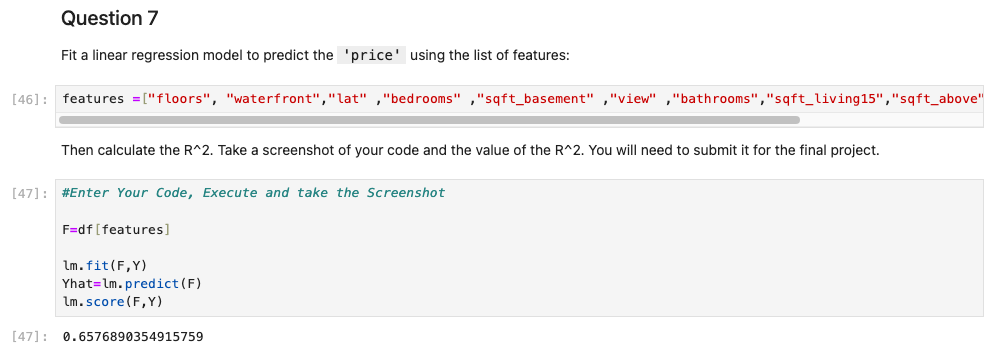 Question 7
Fit a linear regression model to predict the 'price' using the list of features:
[46]: features =["floors", "waterfront","lat" ,"bedrooms" ,"sqft_basement" ,"view" ,"bathrooms","sqft_living15","sqft_above"
Then calculate the R^2. Take a screenshot of your code and the value of the R^2. You will need to submit it for the final project.
[47]: #Enter Your Code, Execute and take the Screenshot
F=df[features]
lm.fit(F,Y)
Yhat=lm.predict(F)
lm.score(F,Y)
[47]: 0.6576890354915759